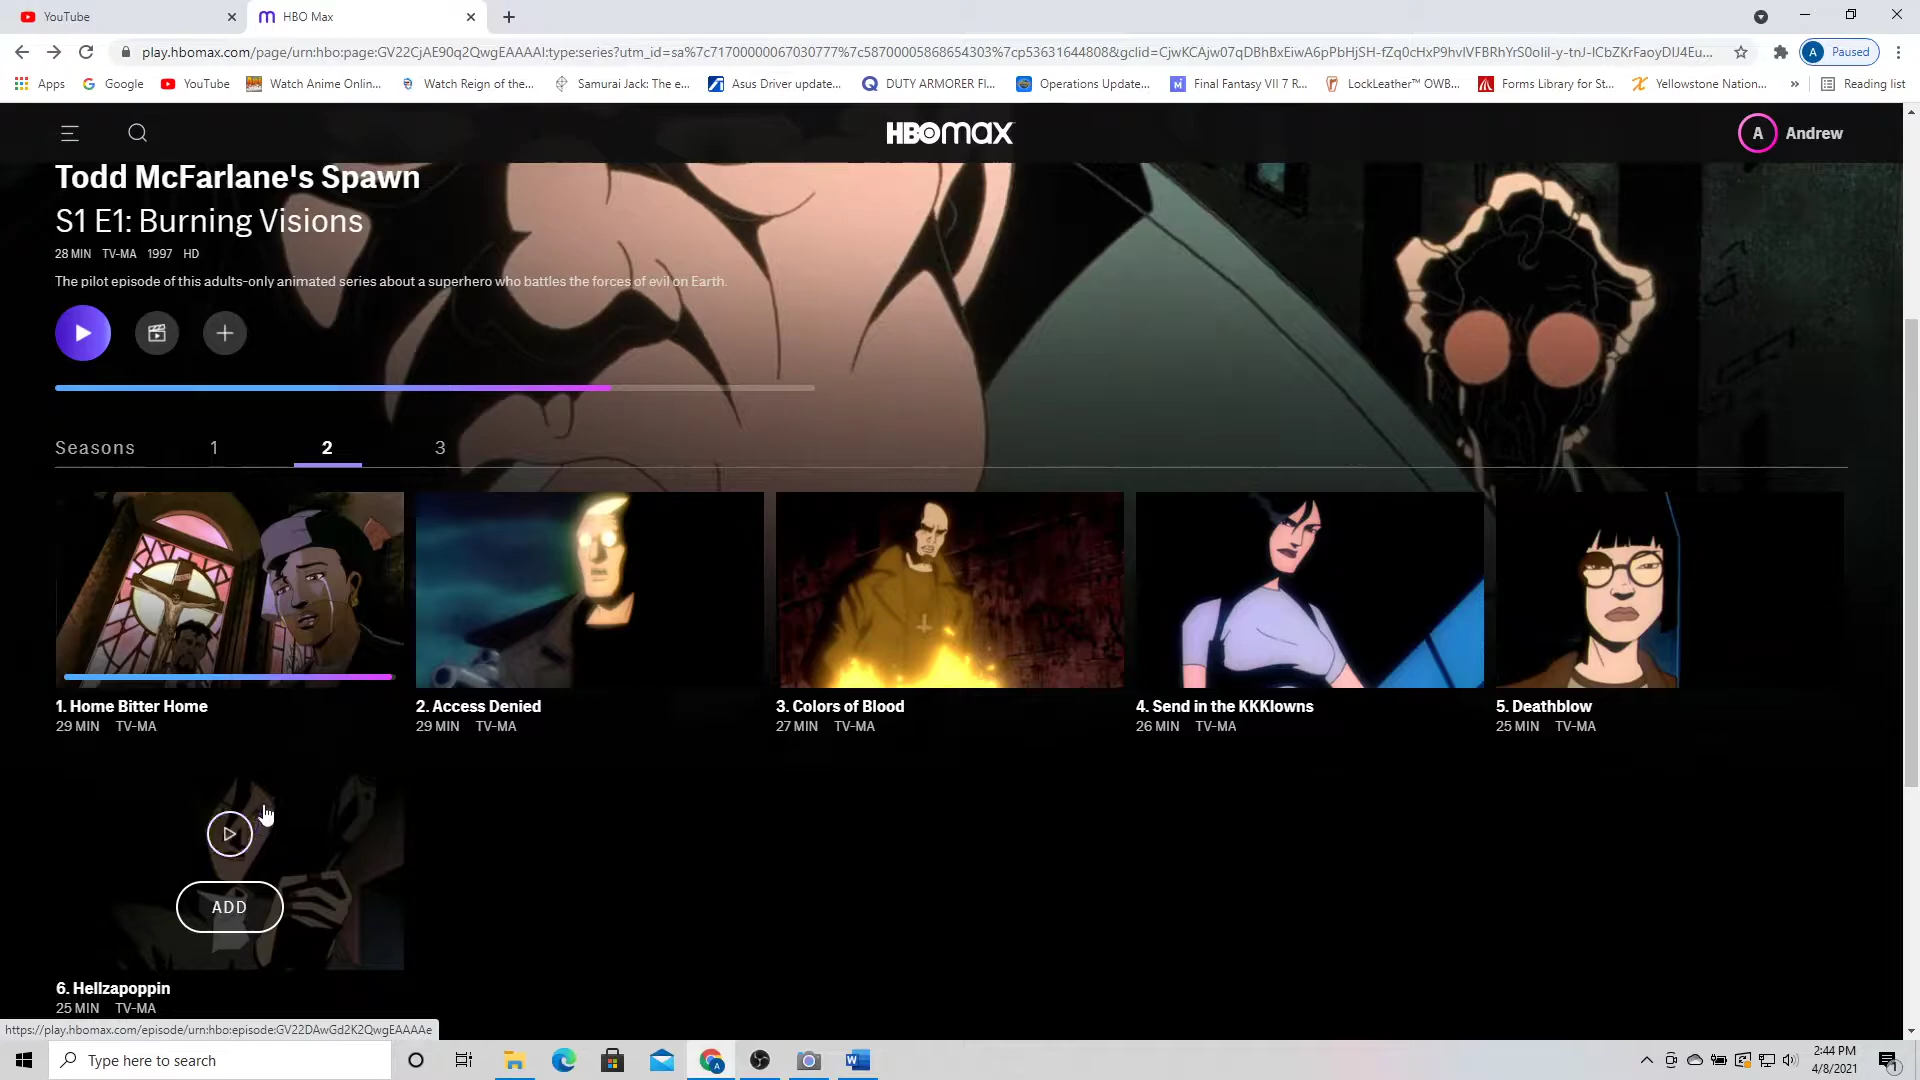 YouTube
HBO Max
play.hbomax.com/page/urn:hbo:page:GV22CjAE90q2QwgEAAAAI:type:series?utm_id=sa%7c71700000067030777%7c58700005868654303%7cp53631644808&gclid=
Paused
Apps
Google
YouTube
Watch Anime Onlin...
Watch Reign of the...
Samurai Jack: The e...
Asus Driver update...
DUTY ARMORER FI...
Operations Update...
Final Fantasy VII 7 R...
LockLeather™ OWB...
Forms Library for St...
Yellowstone Nation...
»
Reading list
HBOMAX
A Andrew
Todd McFarlane's Spawn
S1 E1: Burning Visions
28 MIN TV-MA 1997 HD
The pilot episode of this adults-only animated series about a superhero who battles the forces of evil on Earth.
Seasons 1 2 3
1. Home Bitter Home
29 MIN TV-MA
2. Access Denied
29 MIN TV-MA
3. Colors of Blood
27 MIN TV-MA
4. Send in the KKKlowns
26 MIN TV-MA
5. Deathblow
25 MIN TV-MA
ADD
6. Hellzapoppin
25 MIN TV-MA
https://play.hbomax.com/episode/urn:hbo:episode:GV22DAwGd2K2QwgEAAAAe
Type here to search
2:44 PM
4/8/2021